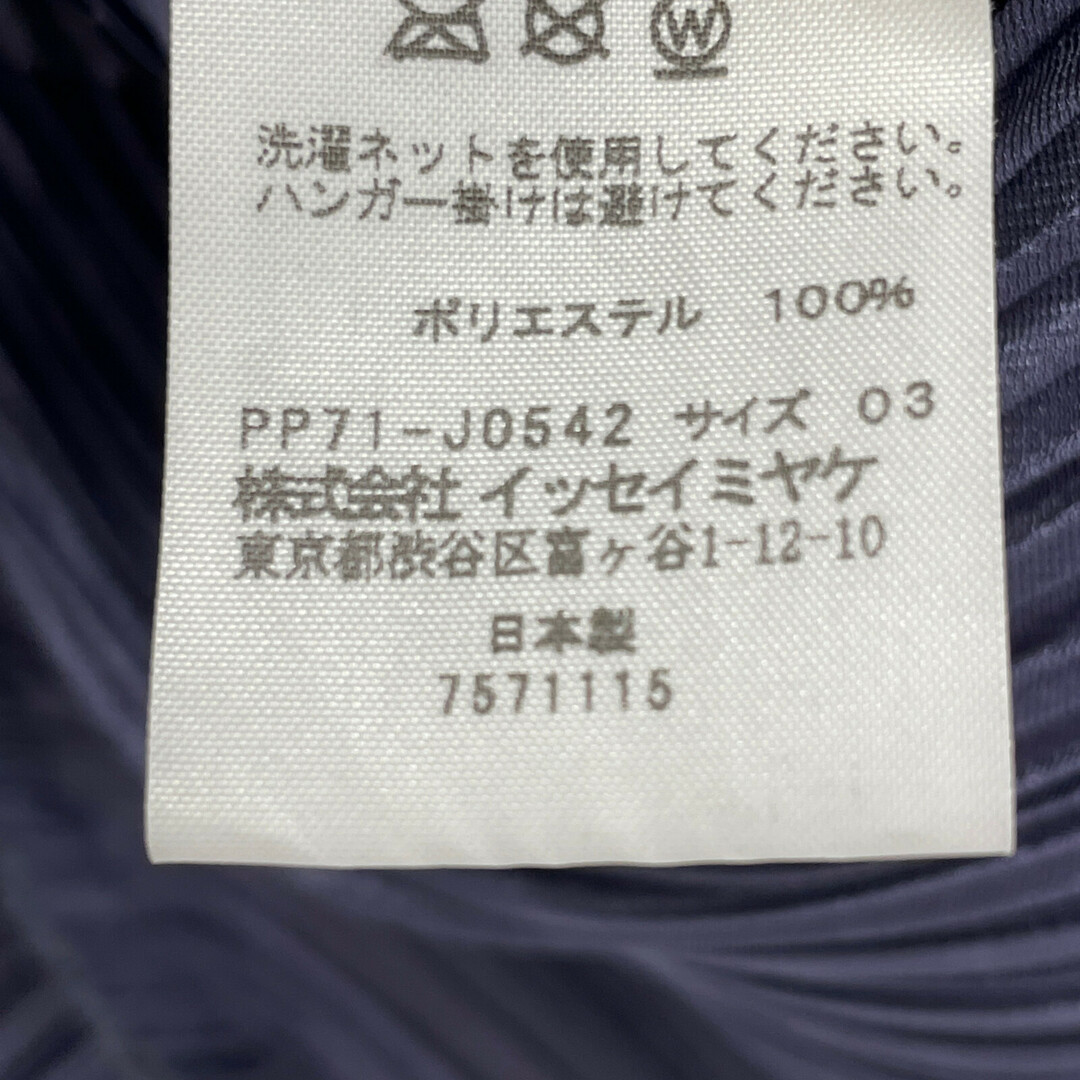 W
洗濯ネットを使用してください。
ハンガー掛けは避けてください。
ポリエステル 100%
PP71-J0542 サイズ 03
株式会社 イッセイミヤケ
東京都渋谷区富ヶ谷1-12-10
日本製
7571115